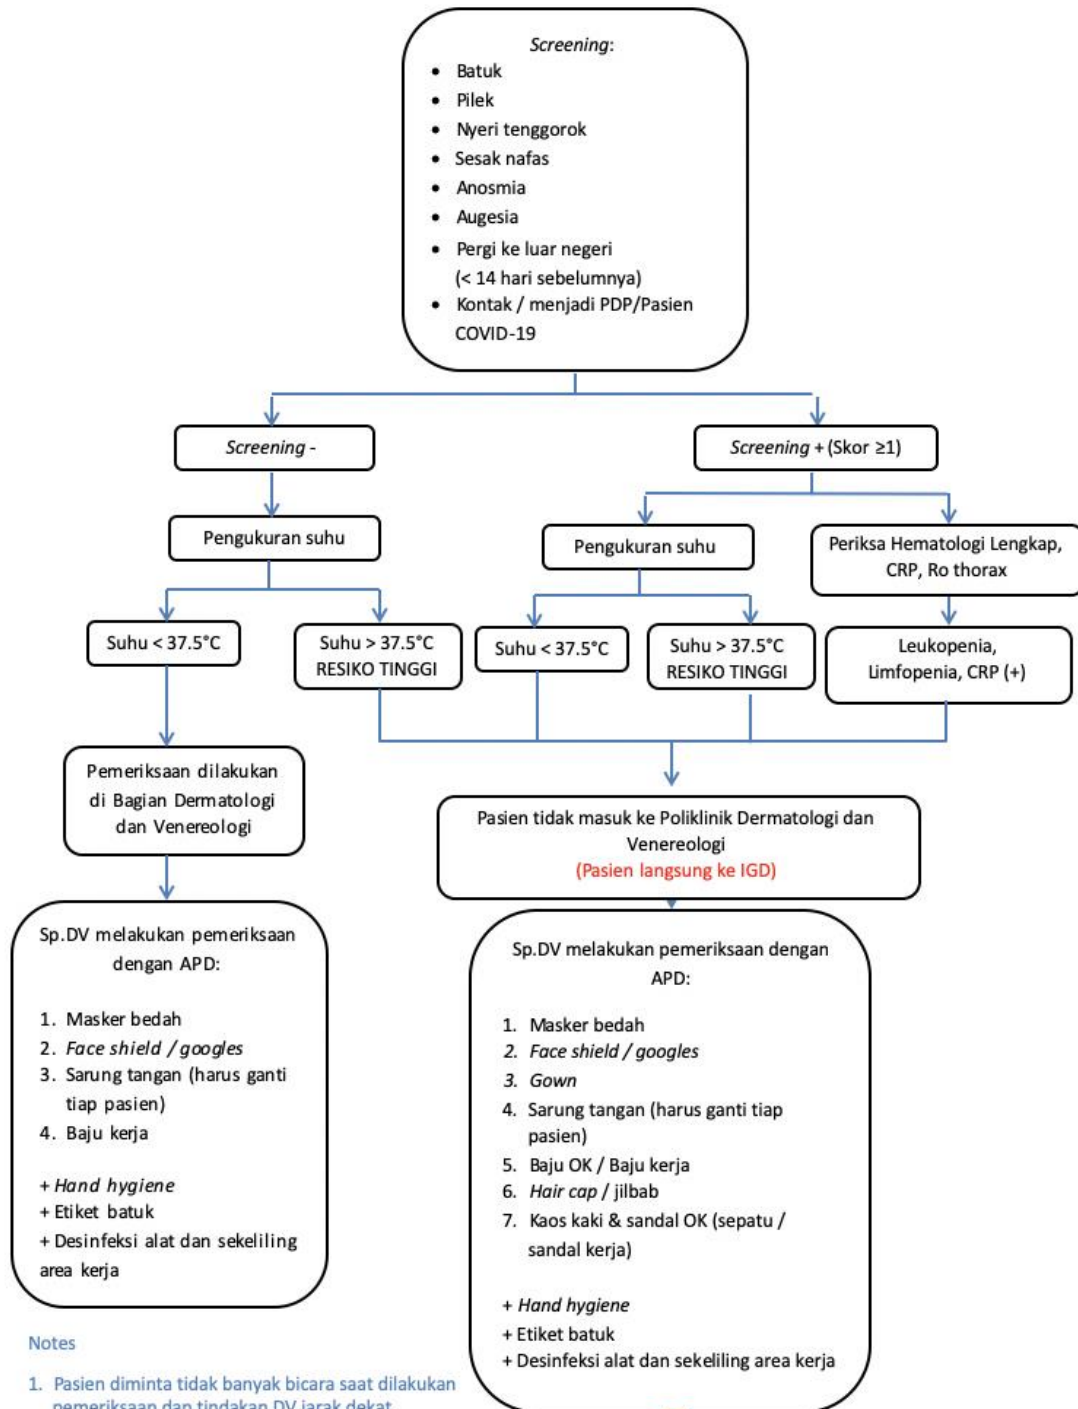 Screening:
• Batuk
• Pilek
• Nyeri tenggorok
• Sesak nafas
• Anosmia
• Augesia
• Pergi ke luar negeri
(< 14 hari sebelumnya)
• Kontak / menjadi PDP/Pasien
COVID-19
Screening -
Screening + (Skor ≥1)
Pengukuran suhu
Pengukuran suhu
Periksa Hematologi Lengkap,
CRP, Ro thorax
Suhu < 37.5°C
Suhu > 37.5°C
RESIKO TINGGI
Suhu < 37.5°C
Suhu > 37.5°C
RESIKO TINGGI
Leukopenia,
Limfopenia, CRP (+)
Pemeriksaan dilakukan
di Bagian Dermatologi
dan Venereologi
Pasien tidak masuk ke Poliklinik Dermatologi dan
Venereologi
(Pasien langsung ke IGD)
Sp.DV melakukan pemeriksaan
dengan APD:
1. Masker bedah
2. Face shield / googles
3. Sarung tangan (harus ganti
tiap pasien)
4. Baju kerja
+ Hand hygiene
+ Etiket batuk
+ Desinfeksi alat dan sekeliling
area kerja
Sp.DV melakukan pemeriksaan dengan
APD:
1. Masker bedah
2. Face shield / googles
3. Gown
4. Sarung tangan (harus ganti tiap
pasien)
5. Baju OK / Baju kerja
6. Hair cap / jilbab
7. Kaos kaki & sandal OK (sepatu /
sandal kerja)
+ Hand hygiene
+ Etiket batuk
+ Desinfeksi alat dan sekeliling area kerja
Notes
1. Pasien diminta tidak banyak bicara saat dilakukan
pemeriksaan dan tindakan DV jarak dekat